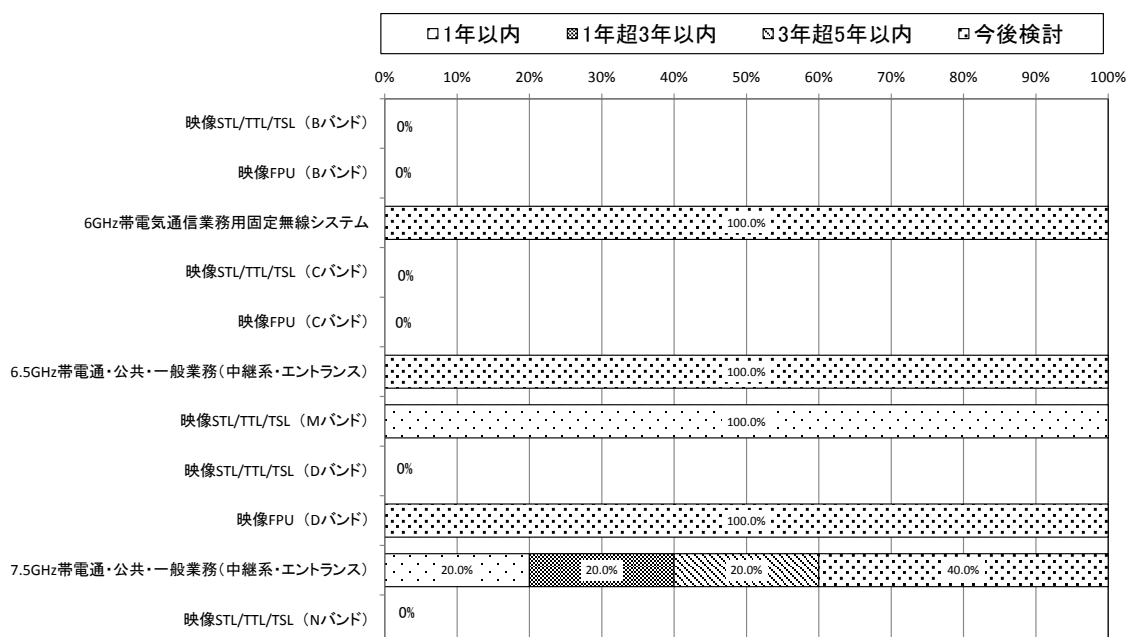 1年以内 1年超3年以内 3年超5年以内 今後検討
0% 10% 20% 30% 40% 50% 60% 70% 80% 90% 100%
映像STL/TTL/TSL（Bバンド） 0%
映像FPU（Bバンド） 0%
6GHz帯電気通信業務用固定無線システム 100.0%
映像STL/TTL/TSL（Cバンド） 0%
映像FPU（Cバンド） 0%
6.5GHz帯電通・公共・一般業務（中継系・エントランス） 100.0%
映像STL/TTL/TSL（Mバンド） 100.0%
映像STL/TTL/TSL（Dバンド） 0%
映像FPU（Dバンド） 100.0%
7.5GHz帯電通・公共・一般業務（中継系・エントランス） 20.0% 20.0% 20.0% 40.0%
映像STL/TTL/TSL（Nバンド） 0%